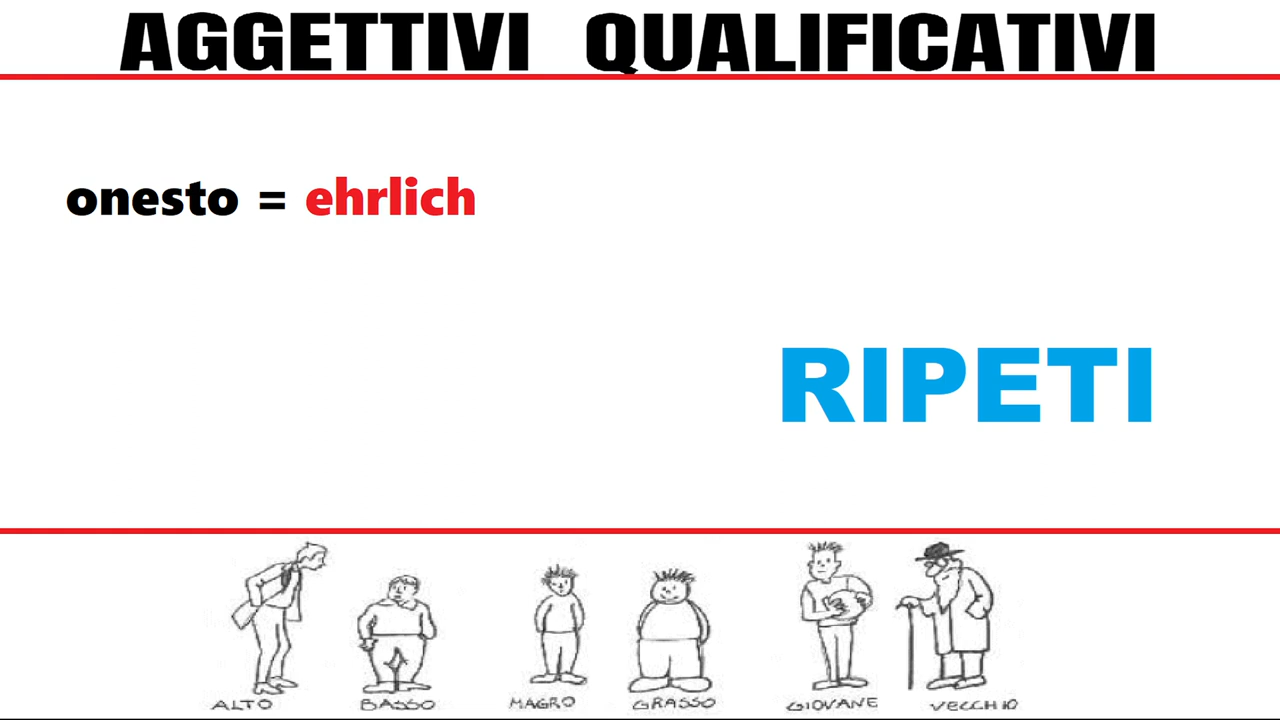 AGGETTIVI QUALIFICATIVI
onesto = ehrlich
RIPETI
ALTO BASSO MAGRO GRASSO GIOVANE VECCHIO